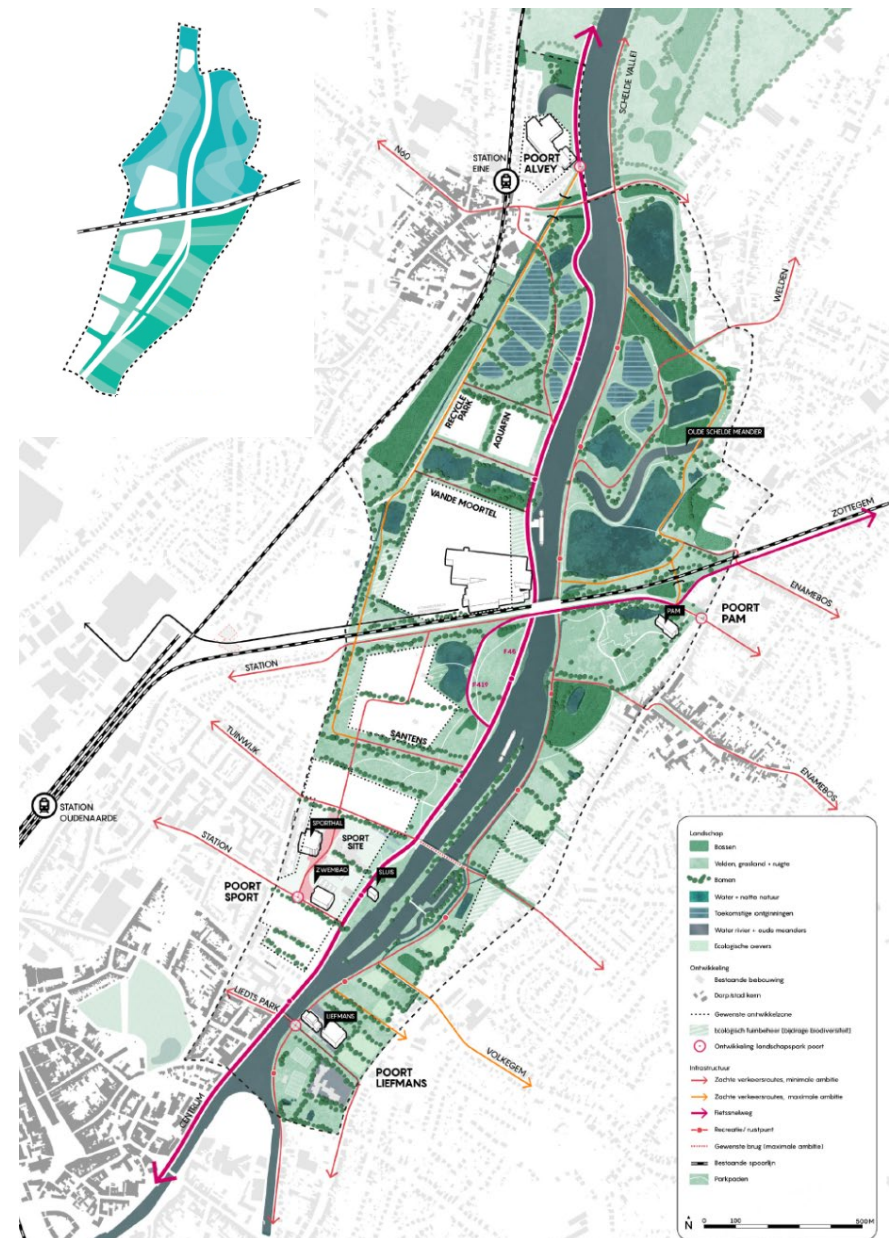 SCHELDE VALLEI
N60
STATION
EINE
POORT
ALVEY
WELDEN
RECYCLE
PARK
AQUAFIN
OUDE SCHELDE MEANDER
VANDE MOORTEL
ZOTTEGEM
ENAMEBOS
PAM
POORT
PAM
STATION
F45
SANTENS
TUINWIJK
ENAMEBOS
STATION
OUDENAARDE
STATION
SPORTHAL
SPORT
SITE
ZWEMBAD
SLUIS
POORT
SPORT
LIEDTS PARK
LIEFMANS
VOLKEGEM
POORT
LIEFMANS
CENTRUM
Landschap
Bossen
Velden, grasland + ruigte
Bomen
Water + natte natuur
Toekomstige ontginningen
Water rivier + oude meanders
Ecologische oevers
Ontwikkeling
Bestaande bebouwing
Dorp/stad kern
Gewenste ontwikkelzone
Ecologisch tuinbeheer (bijdrage biodiversiteit)
Ontwikkeling landschapspark poort
Infrastructuur
Zachte verkeersroutes, minimale ambitie
Zachte verkeersroutes, maximale ambitie
Fietssnelweg
Recreatie/ rustpunt
Gewenste brug (maximale ambitie)
Bestaande spoorlijn
Parkpaden
N
0 100 500M